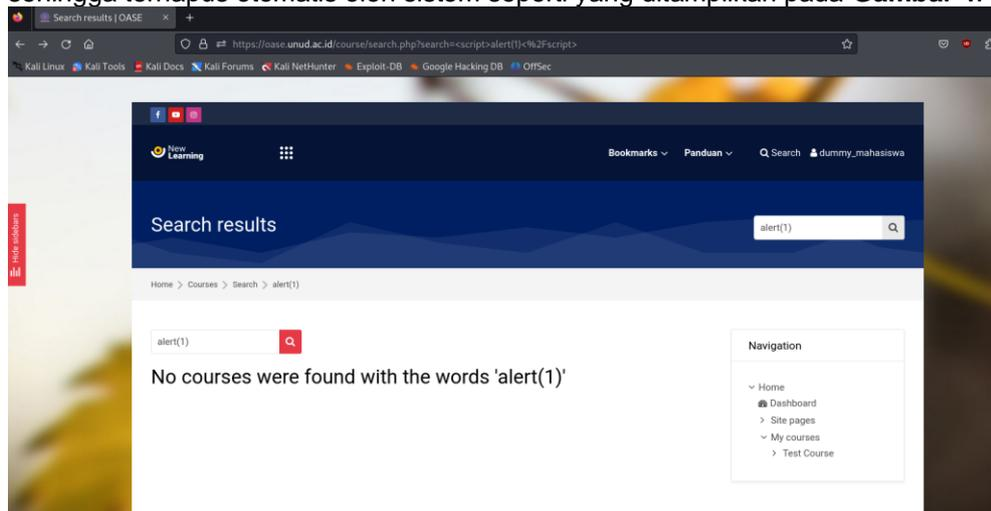 sehingga terhapus otomatis oleh sistem seperti yang ditampilkan pada Gambar 4.
Search results | OASE × +
https://oase.unud.ac.id/course/search.php?search=<script>alert(1)<%2Fscript>
Kali Linux Kali Tools Kali Docs Kali Forums Kali NetHunter Exploit-DB Google Hacking DB OffSec
New Learning
Bookmarks Panduan Search dummy_mahasiswa
Hide sidebars
Search results
alert(1)
Home > Courses > Search > alert(1)
alert(1)
No courses were found with the words 'alert(1)'
Navigation
Home
Dashboard
Site pages
My courses
Test Course